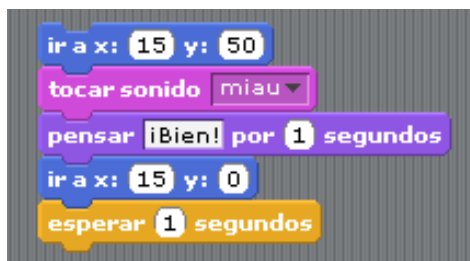 ir a x: 15 y: 50
tocar sonido miau
pensar ¡Bien! por 1 segundos
ir a x: 15 y: 0
esperar 1 segundos